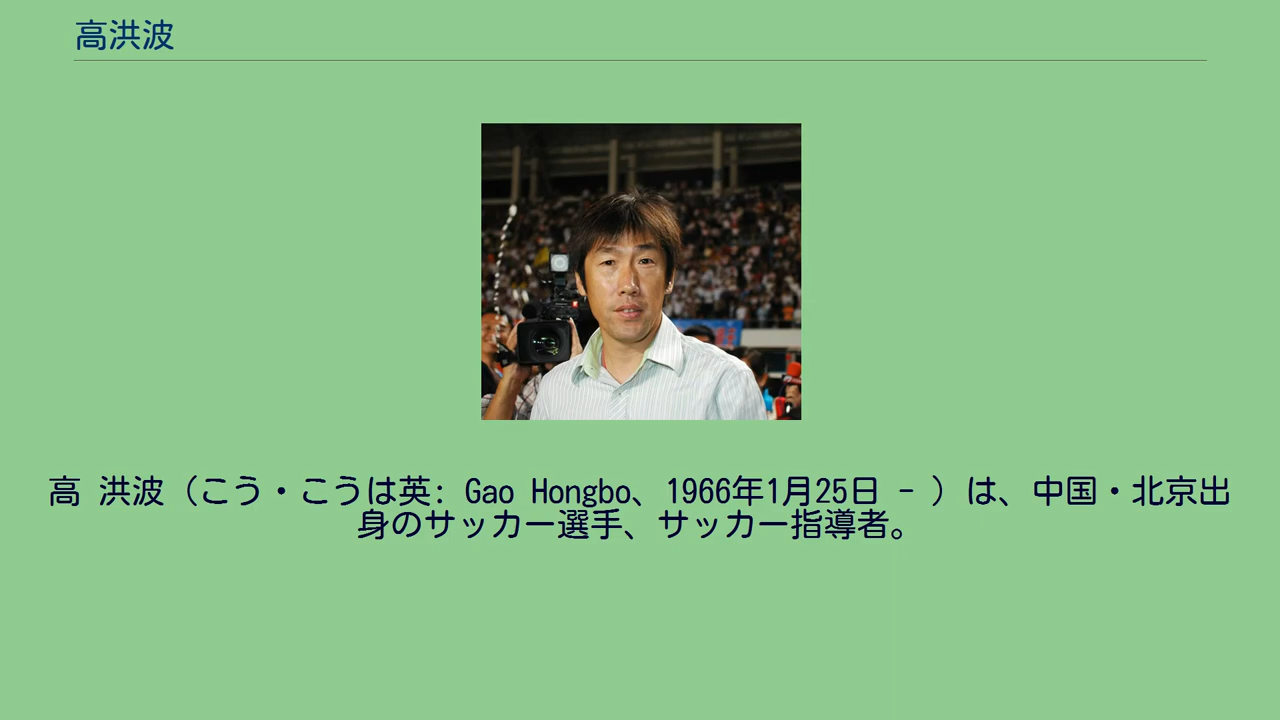 高洪波
高 洪波（こう・こうは英: Gao Hongbo、1966年1月25日 - ）は、中国・北京出
身のサッカー選手、サッカー指導者。